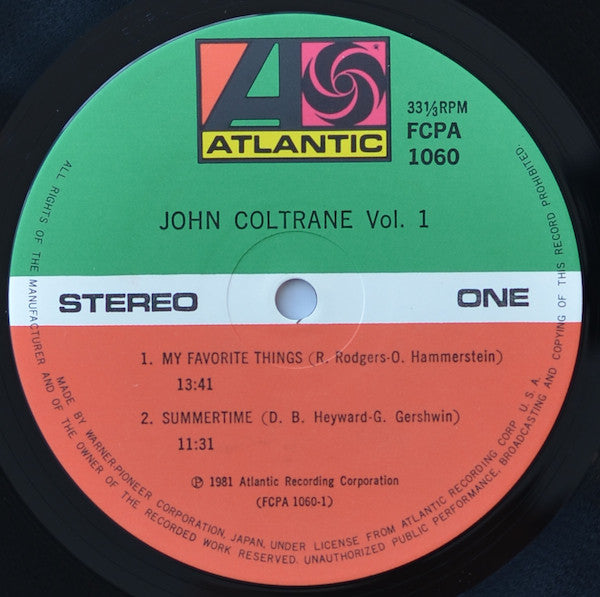 ATLANTIC
33⅓RPM
FCPA
1060
JOHN COLTRANE Vol. 1
STEREO
ONE
1. MY FAVORITE THINGS (R. Rodgers-O. Hammerstein)
13:41
2. SUMMERTIME (D. B. Heyward-G. Gershwin)
11:31
℗ 1981 Atlantic Recording Corporation
(FCPA 1060-1)
MADE BY WARNER-PIONEER CORPORATION, JAPAN, UNDER LICENSE FROM ATLANTIC RECORDING CORP. U.S.A.
ALL RIGHTS OF THE MANUFACTURER AND OF THE OWNER OF THE RECORDED WORK RESERVED. UNAUTHORIZED PUBLIC PERFORMANCE, BROADCASTING AND COPYING OF THIS RECORD PROHIBITED.